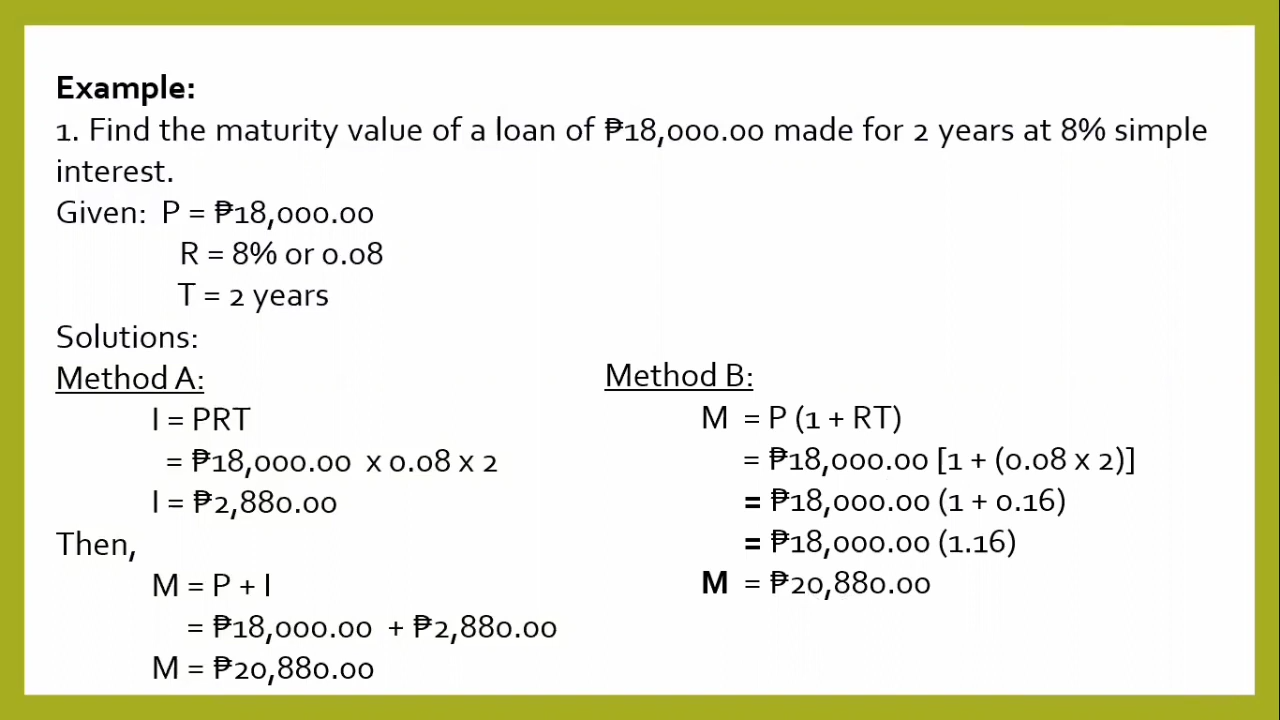 Example:
1. Find the maturity value of a loan of ₱18,000.00 made for 2 years at 8% simple
interest.
Given: P = ₱18,000.00
R = 8% or 0.08
T = 2 years
Solutions:
Method A:
I = PRT
= ₱18,000.00 x 0.08 x 2
I = ₱2,880.00
Then,
M = P + I
= ₱18,000.00 + ₱2,880.00
M = ₱20,880.00
Method B:
M = P (1 + RT)
= ₱18,000.00 [1 + (0.08 x 2)]
= ₱18,000.00 (1 + 0.16)
= ₱18,000.00 (1.16)
M = ₱20,880.00